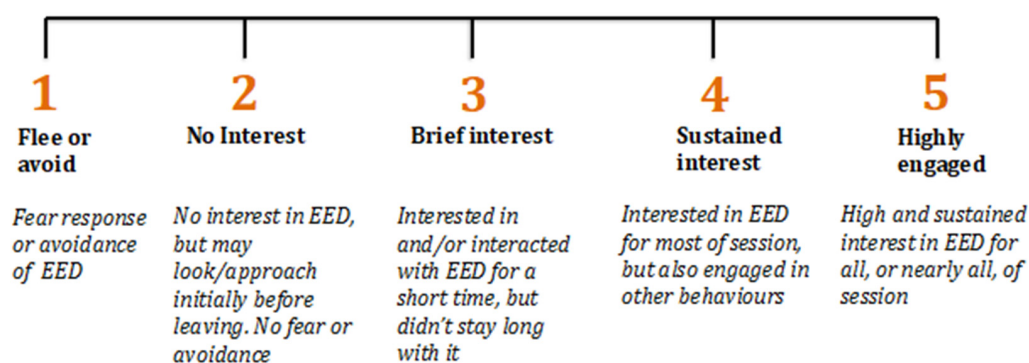 1
Flee or
avoid
Fear response
or avoidance
of EED
2
No Interest
No interest in EED,
but may
look/approach
initially before
leaving. No fear or
avoidance
3
Brief interest
Interested in
and/or interacted
with EED for a
short time, but
didn't stay long
with it
4
Sustained
interest
Interested in EED
for most of session,
but also engaged in
other behaviours
5
Highly
engaged
High and sustained
interest in EED for
all, or nearly all, of
session